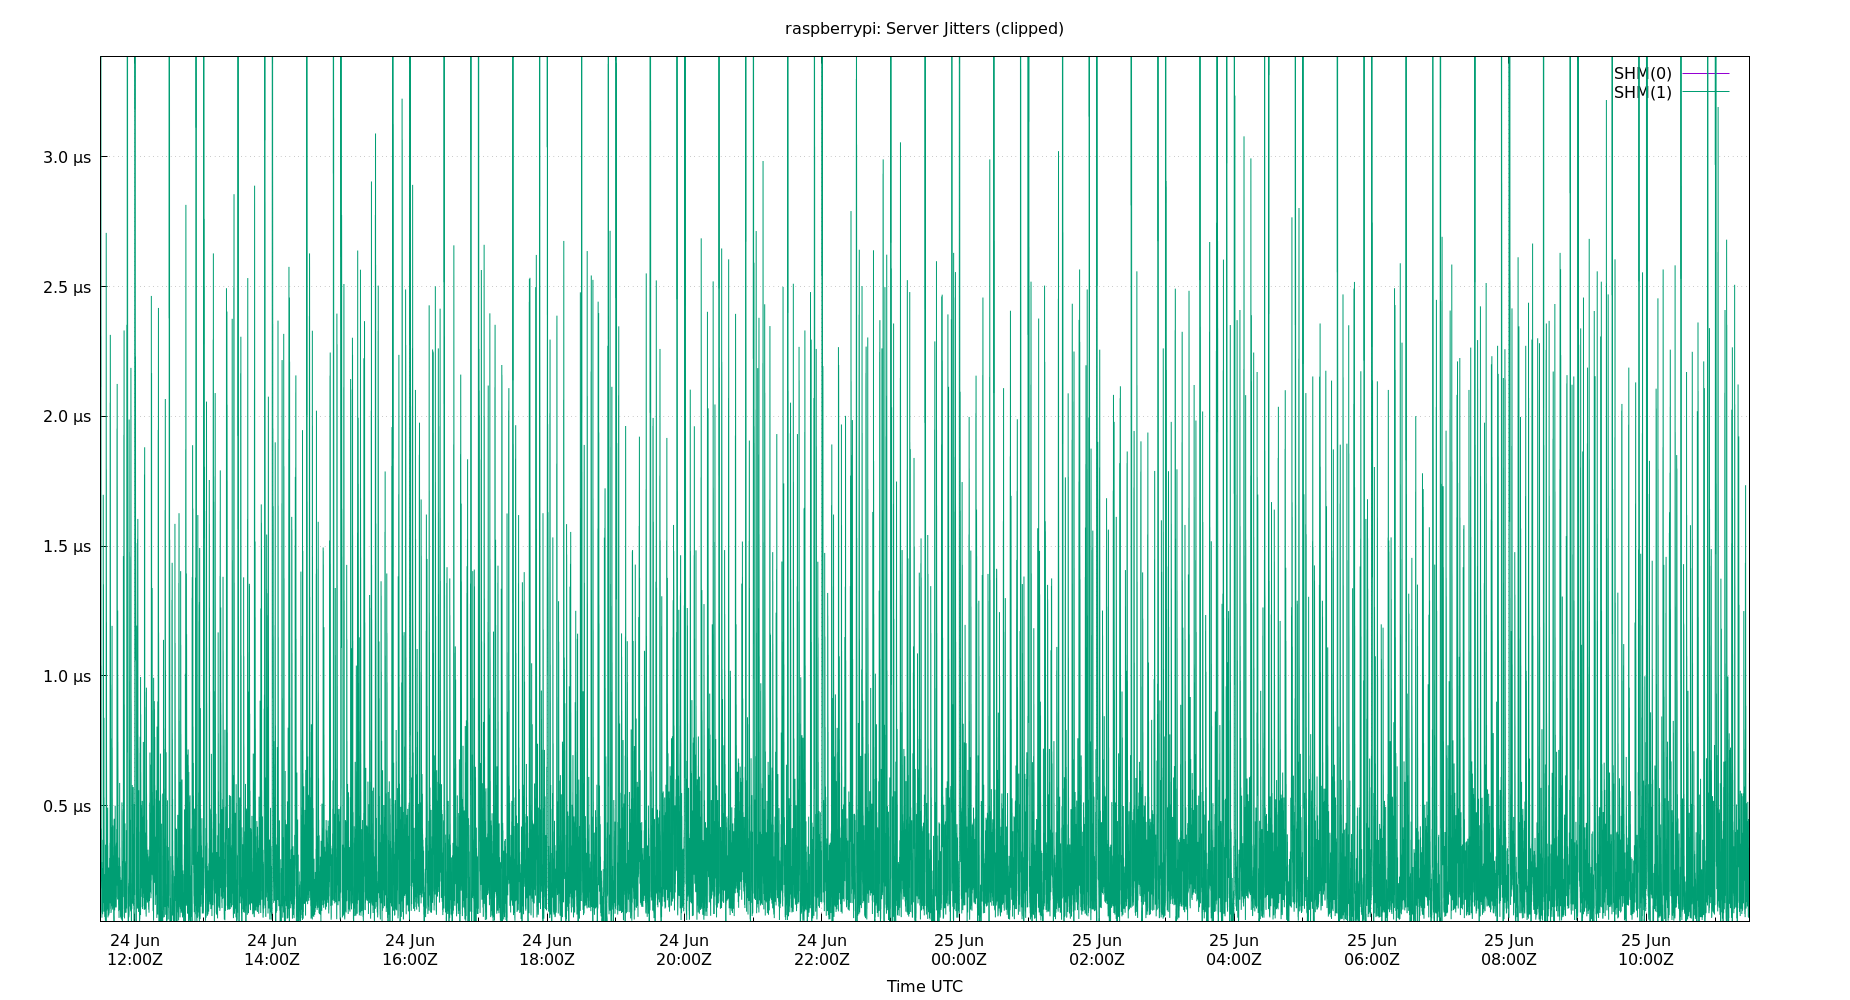 raspberrypi: Server Jitters (clipped)
SHM(0)
SHM(1)
3.0 µs
2.5 µs
2.0 µs
1.5 µs
1.0 µs
0.5 µs
24 Jun 24 Jun 24 Jun 24 Jun 24 Jun 24 Jun 25 Jun 25 Jun 25 Jun 25 Jun 25 Jun 25 Jun
12:00Z 14:00Z 16:00Z 18:00Z 20:00Z 22:00Z 00:00Z 02:00Z 04:00Z 06:00Z 08:00Z 10:00Z
Time UTC